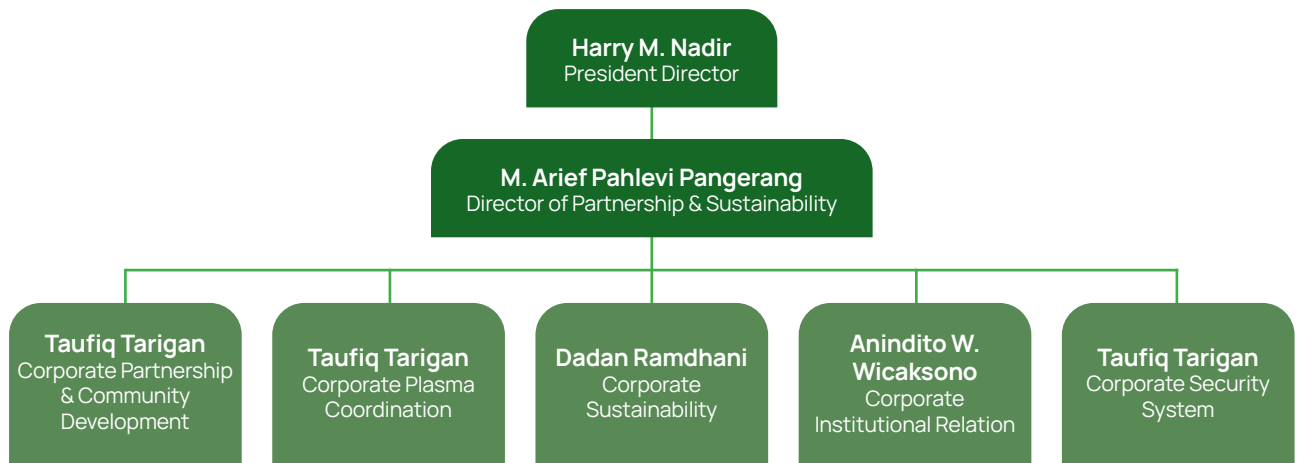 Harry M. Nadir
President Director
M. Arief Pahlevi Pangerang
Director of Partnership & Sustainability
Taufiq Tarigan
Corporate Partnership
& Community
Development
Taufiq Tarigan
Corporate Plasma
Coordination
Dadan Ramdhani
Corporate
Sustainability
Anindito W.
Wicaksono
Corporate
Institutional Relation
Taufiq Tarigan
Corporate Security
System